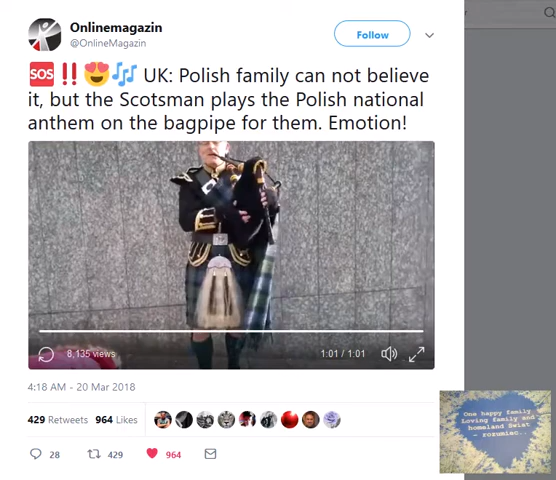 Onlinemagazin
@OnlineMagazin
Follow
UK: Polish family can not believe
it, but the Scotsman plays the Polish national
anthem on the bagpipe for them. Emotion!
8,135 views
1:01 / 1:01
4:18 AM - 20 Mar 2018
429 Retweets 964 Likes
28 429 964
One happy family
Loving family and
homeland Świat
- rozumiec..